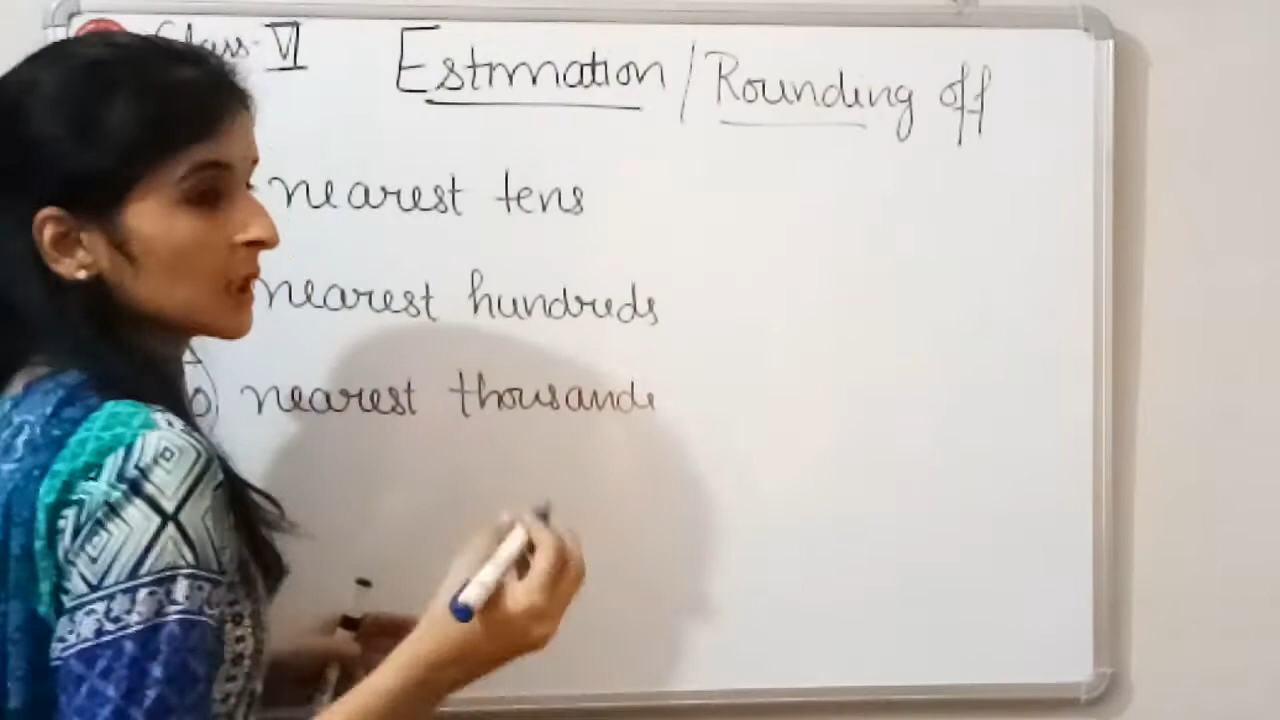 Class-VI
Estimation / Rounding off
nearest tens
nearest hundreds
nearest thousands